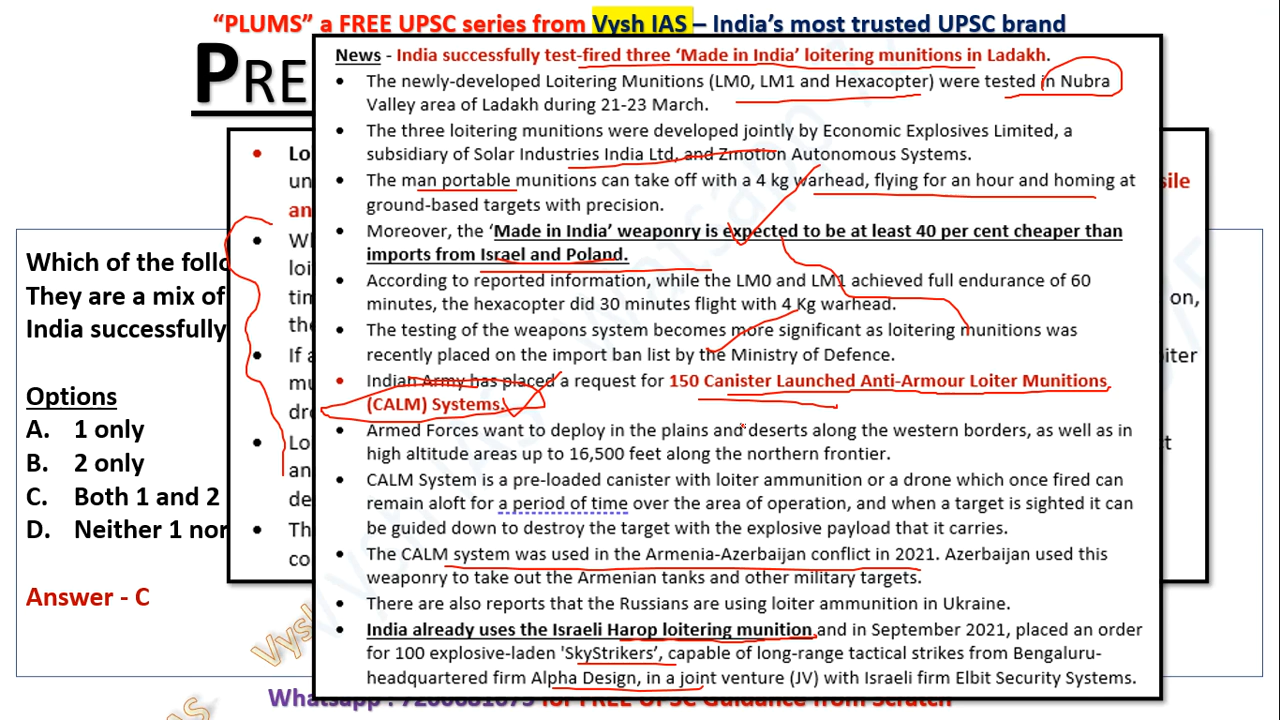 “PLUMS” a FREE UPSC series from Vysh IAS – India’s most trusted UPSC brand
PRE
News - India successfully test-fired three ‘Made in India’ loitering munitions in Ladakh.
• The newly-developed Loitering Munitions (LM0, LM1 and Hexacopter) were tested in Nubra
Valley area of Ladakh during 21-23 March.
• The three loitering munitions were developed jointly by Economic Explosives Limited, a
subsidiary of Solar Industries India Ltd, and Zmotion Autonomous Systems.
• The man portable munitions can take off with a 4 kg warhead, flying for an hour and homing at
ground-based targets with precision.
• Moreover, the ‘Made in India’ weaponry is expected to be at least 40 per cent cheaper than
imports from Israel and Poland.
• According to reported information, while the LM0 and LM1 achieved full endurance of 60
minutes, the hexacopter did 30 minutes flight with 4 Kg warhead.
• The testing of the weapons system becomes more significant as loitering munitions was
recently placed on the import ban list by the Ministry of Defence.
• Indian Army has placed a request for 150 Canister Launched Anti-Armour Loiter Munitions
(CALM) Systems.
• Armed Forces want to deploy in the plains and deserts along the western borders, as well as in
high altitude areas up to 16,500 feet along the northern frontier.
• CALM System is a pre-loaded canister with loiter ammunition or a drone which once fired can
remain aloft for a period of time over the area of operation, and when a target is sighted it can
be guided down to destroy the target with the explosive payload that it carries.
• The CALM system was used in the Armenia-Azerbaijan conflict in 2021. Azerbaijan used this
weaponry to take out the Armenian tanks and other military targets.
• There are also reports that the Russians are using loiter ammunition in Ukraine.
• India already uses the Israeli Harop loitering munition and in September 2021, placed an order
for 100 explosive-laden 'SkyStrikers’, capable of long-range tactical strikes from Bengaluru-
headquartered firm Alpha Design, in a joint venture (JV) with Israeli firm Elbit Security Systems.
Which of the follo
They are a mix of
India successfully
Options
A. 1 only
B. 2 only
C. Both 1 and 2
D. Neither 1 nor
Answer - C